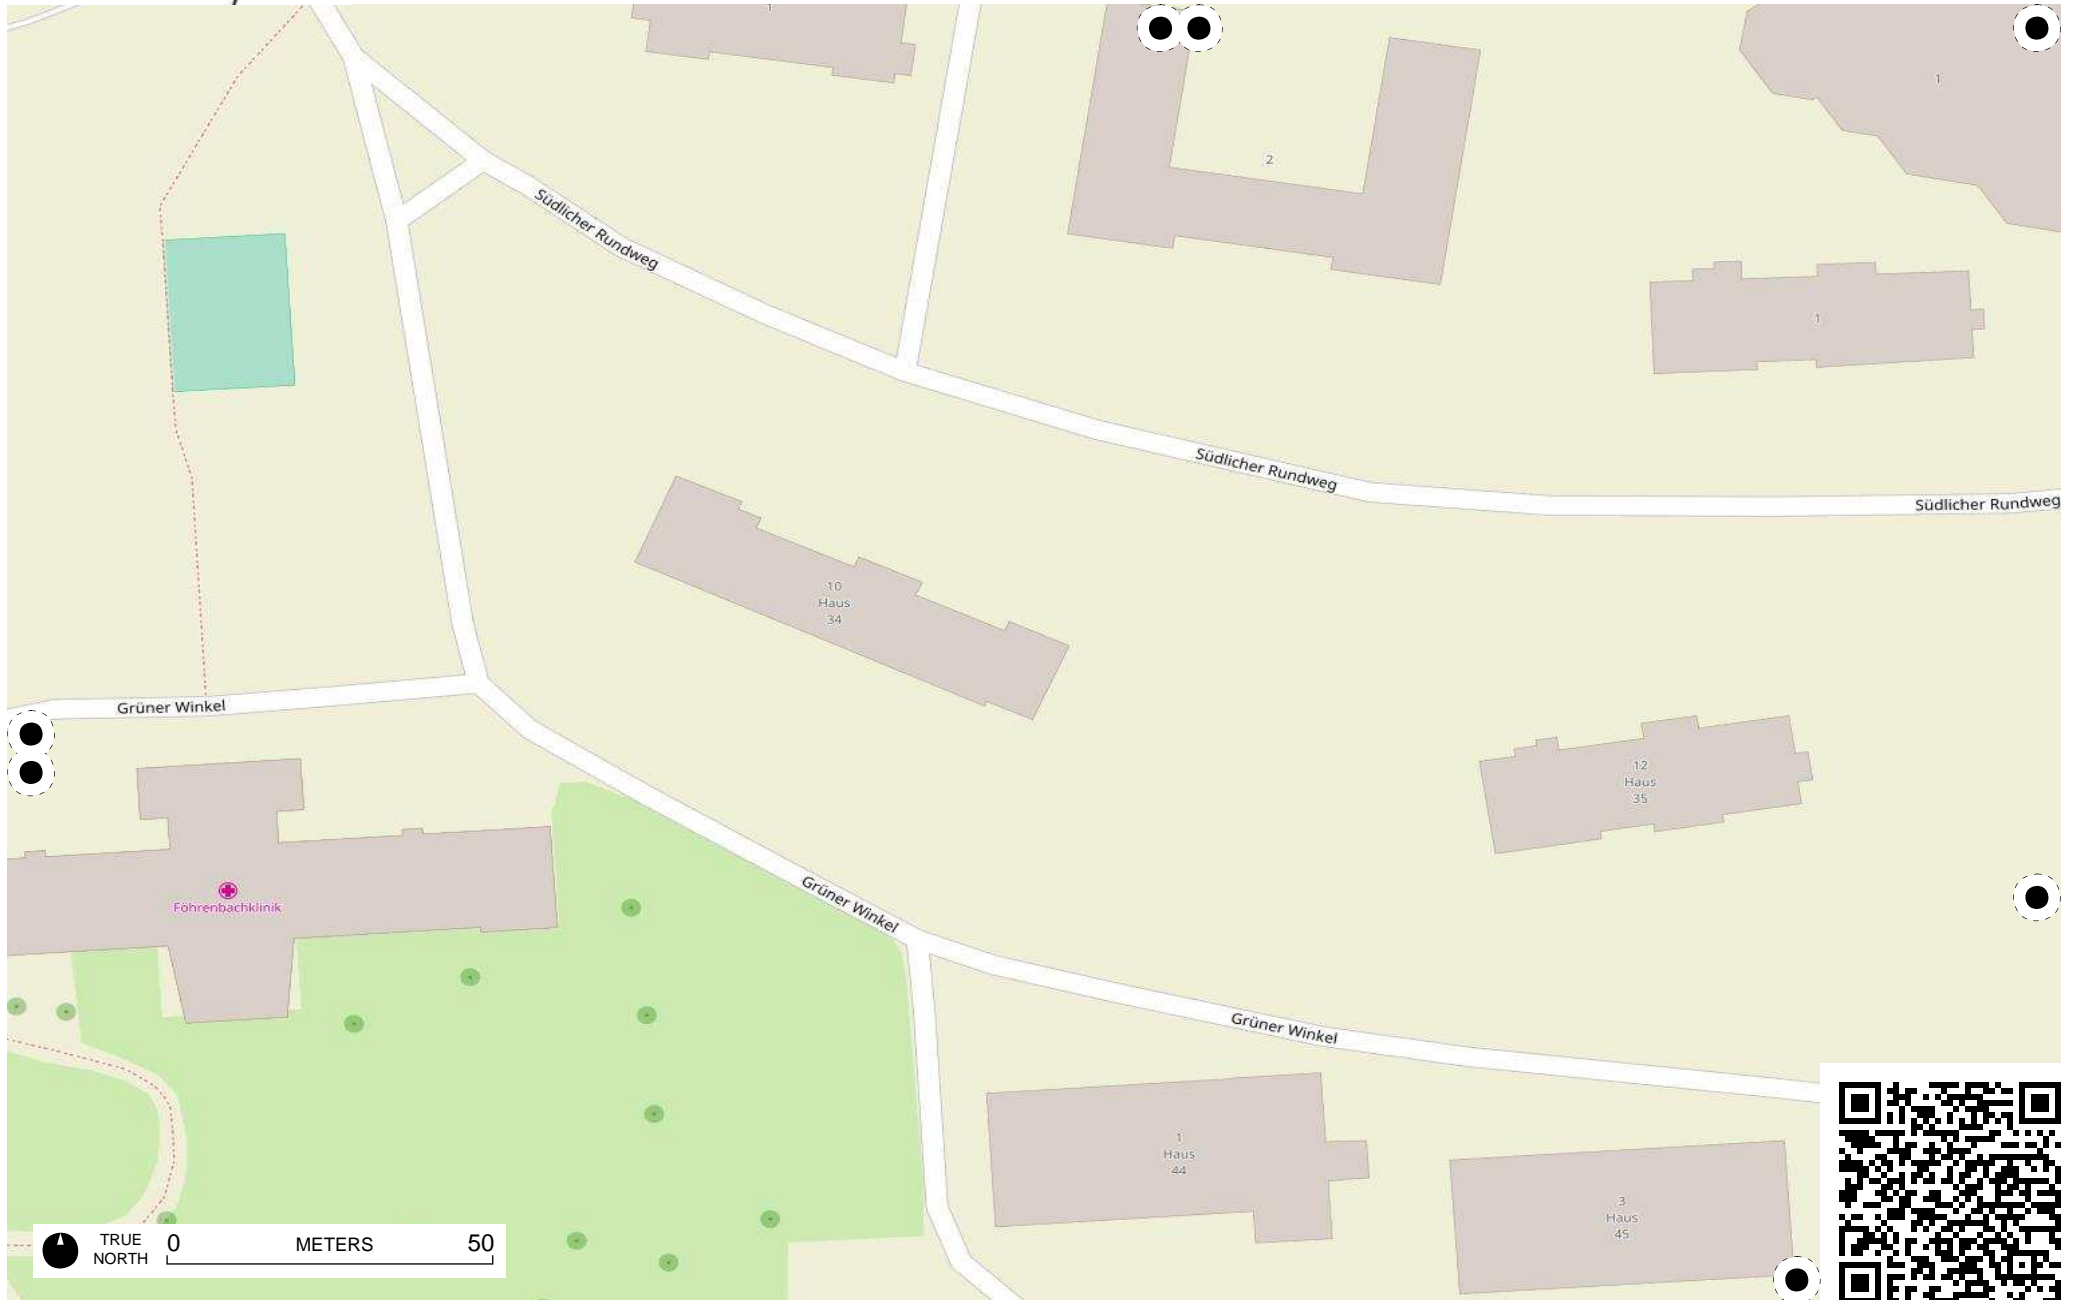 1
1
2
Südlicher Rundweg
1
Südlicher Rundweg
Südlicher Rundweg
10
Haus
34
Grüner Winkel
12
Haus
35
Föhrenbachklinik
Grüner Winkel
Grüner Winkel
1
Haus
44
3
Haus
45
TRUE
NORTH
0 METERS 50